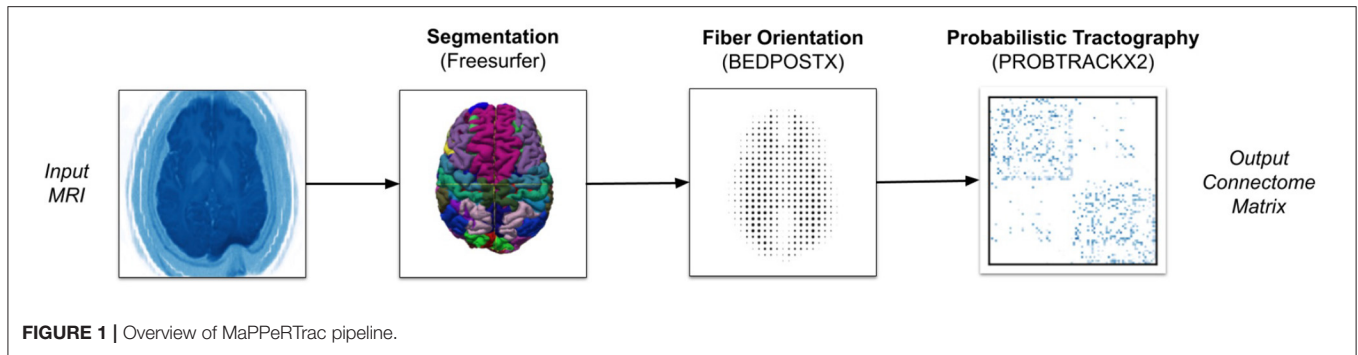 Segmentation
(Freesurfer)
Fiber Orientation
(BEDPOSTX)
Probabilistic Tractography
(PROBTRACKX2)
Input
MRI
Output
Connectome
Matrix
FIGURE 1 | Overview of MaPPeRTrac pipeline.